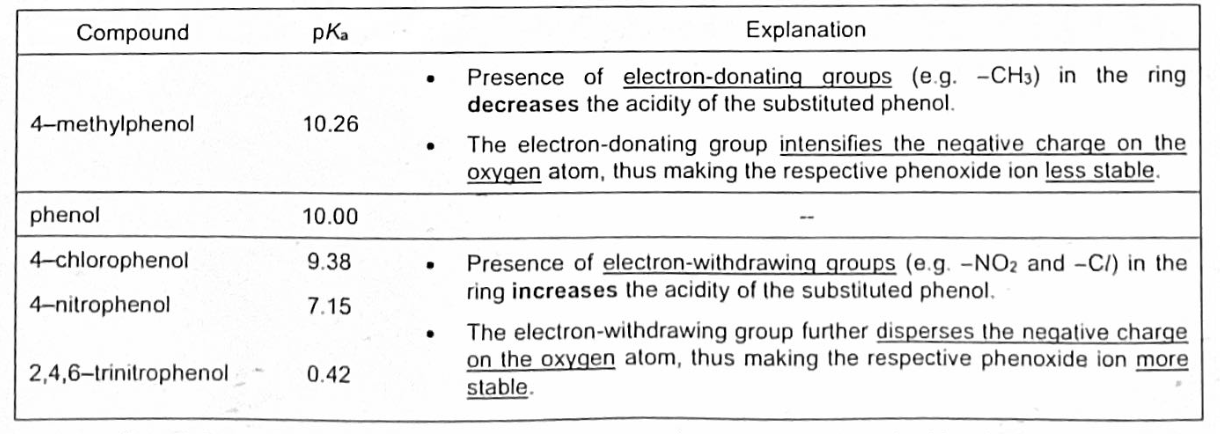 Compound pKa Explanation
4–methylphenol 10.26
• Presence of electron-donating groups (e.g. –CH3) in the ring
decreases the acidity of the substituted phenol.
• The electron-donating group intensifies the negative charge on the
oxygen atom, thus making the respective phenoxide ion less stable.
phenol 10.00 --
4–chlorophenol 9.38
4–nitrophenol 7.15
2,4,6–trinitrophenol 0.42
• Presence of electron-withdrawing groups (e.g. –NO2 and –Cl) in the
ring increases the acidity of the substituted phenol.
• The electron-withdrawing group further disperses the negative charge
on the oxygen atom, thus making the respective phenoxide ion more
stable.